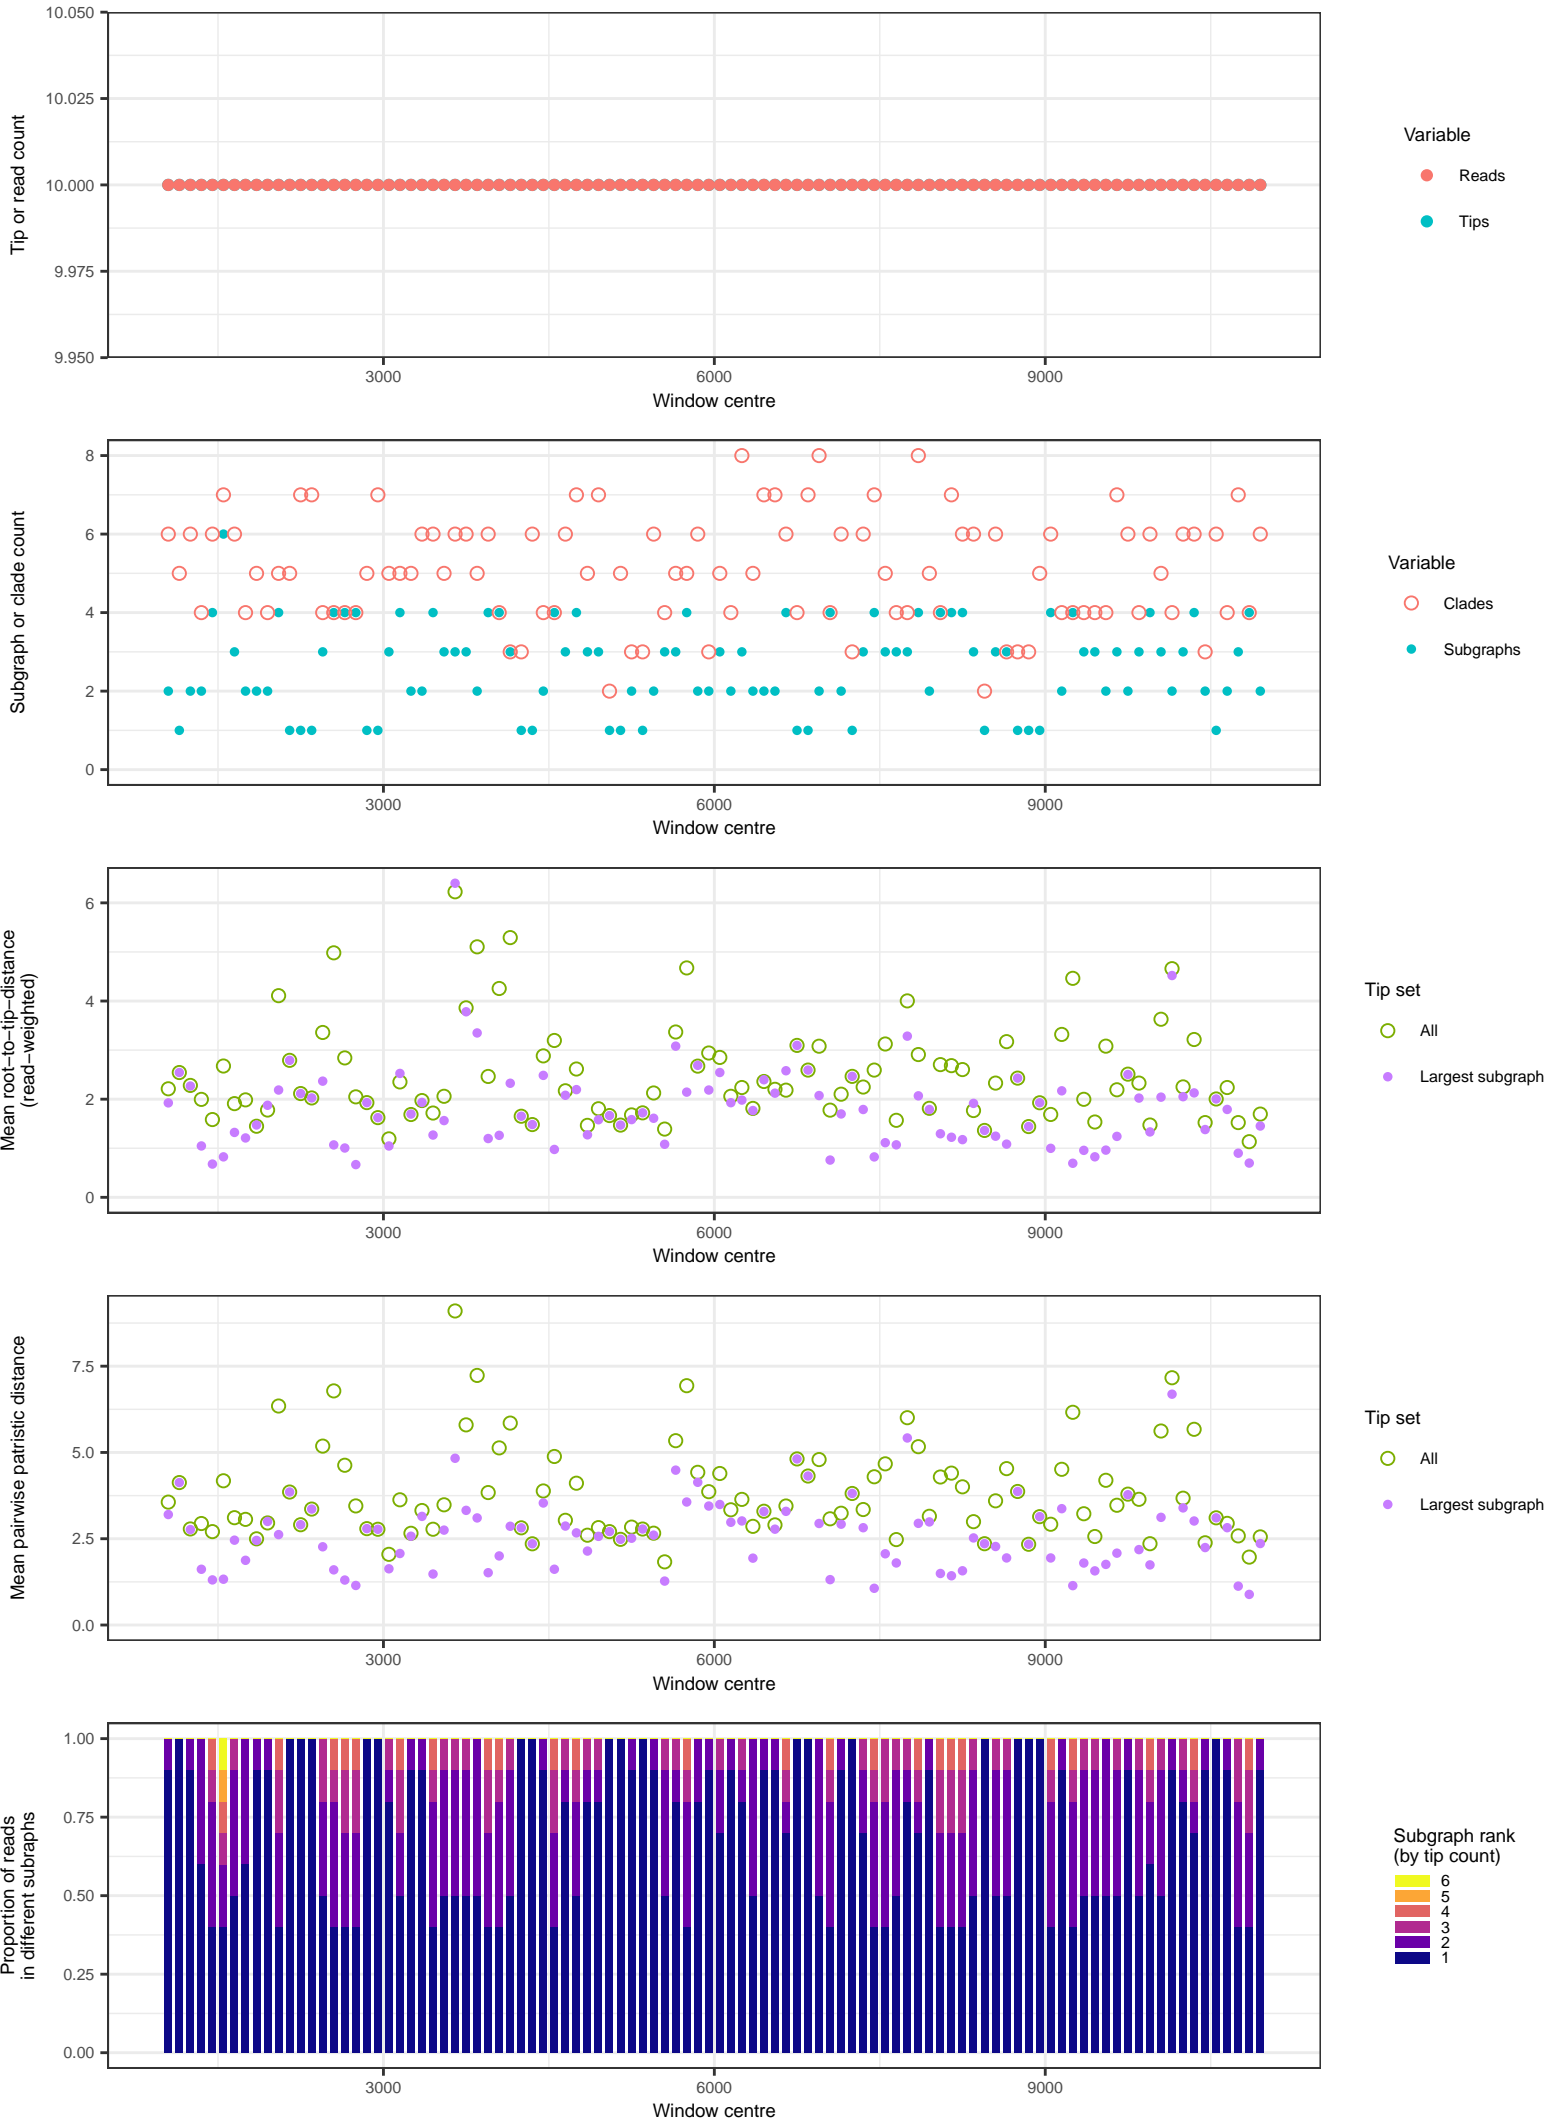 10.050
10.025
10.000
9.975
9.950
Tip or read count
3000
6000
9000
Window centre
Variable
Reads
Tips
8
6
4
2
0
Subgraph or clade count
3000
6000
9000
Window centre
Variable
Clades
Subgraphs
6
4
2
0
Mean root−to−tip−distance
(read−weighted)
3000
6000
9000
Window centre
Tip set
All
Largest subgraph
7.5
5.0
2.5
0.0
Mean pairwise patristic distance
3000
6000
9000
Window centre
Tip set
All
Largest subgraph
1.00
0.75
0.50
0.25
0.00
Proportion of reads
in different subraphs
3000
6000
9000
Window centre
Subgraph rank
(by tip count)
6
5
4
3
2
1